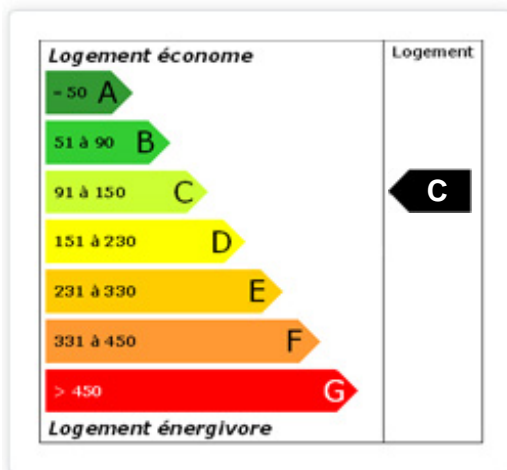 Logement économe
Logement
= 50 A
51 à 90 B
91 à 150 C
C
151 à 230 D
231 à 330 E
331 à 450 F
> 450 G
Logement énergivore